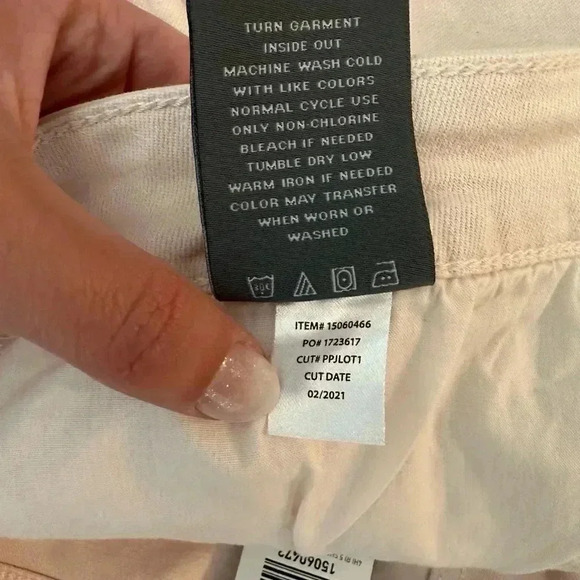 TURN GARMENT
INSIDE OUT
MACHINE WASH COLD
WITH LIKE COLORS
NORMAL CYCLE USE
ONLY NON-CHLORINE
BLEACH IF NEEDED
TUMBLE DRY LOW
WARM IRON IF NEEDED
COLOR MAY TRANSFER
WHEN WORN OR
WASHED
30C
ITEM# 15060466
PO# 1723617
CUT# PPJLOT1
CUT DATE
02/2021
15060472